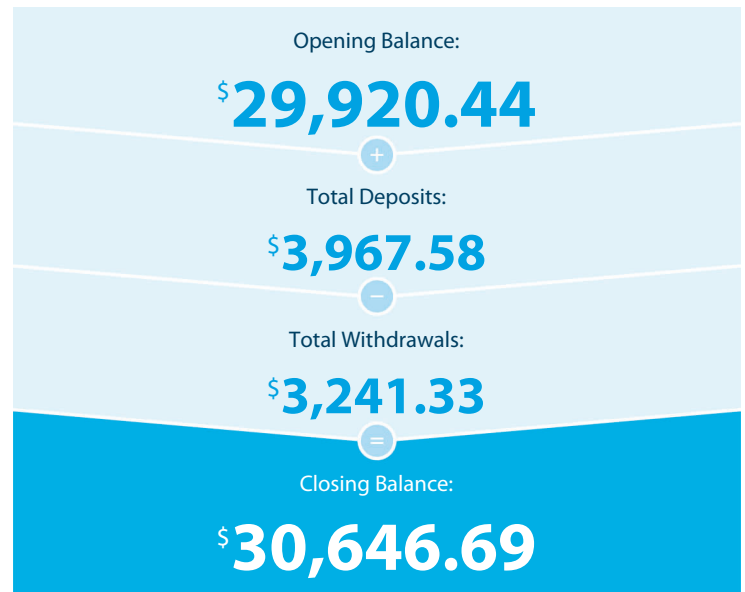 Opening Balance:
$29,920.44
+
Total Deposits:
$3,967.58
−
Total Withdrawals:
$3,241.33
=
Closing Balance:
$30,646.69